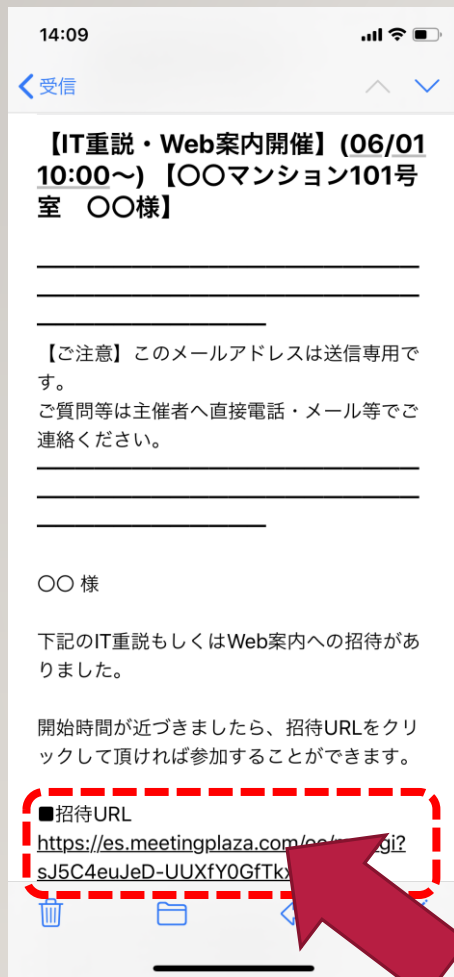 14:09
受信
【IT重説・Web案内開催】(06/01
10:00～) 【〇〇マンション101号
室　〇〇様】
【ご注意】このメールアドレスは送信専用で
す。
ご質問等は主催者へ直接電話・メール等でご
連絡ください。
〇〇 様
下記のIT重説もしくはWeb案内への招待があ
りました。
開始時間が近づきましたら、招待URLをクリ
ックして頂ければ参加することができます。
■招待URL
https://es.meetingplaza.com/